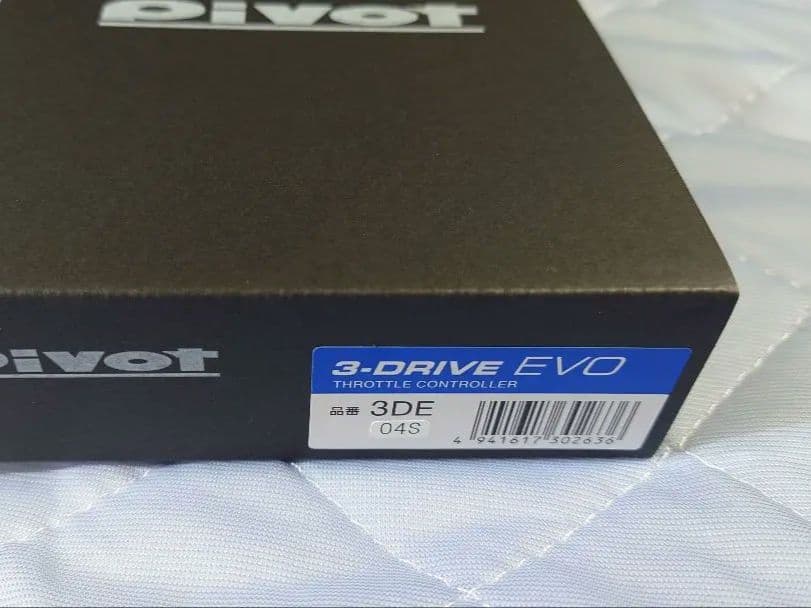 pivot
pivot
3-DRIVE EVO
THROTTLE CONTROLLER
品番 3DE
04S
4 941617 302636